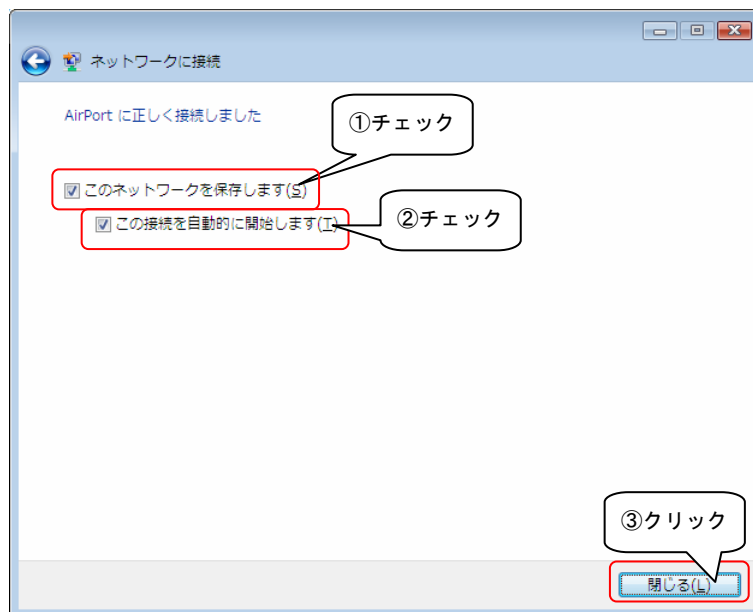 ネットワークに接続
AirPort に正しく接続しました
①チェック
このネットワークを保存します(S)
この接続を自動的に開始します(T)
②チェック
③クリック
閉じる(L)